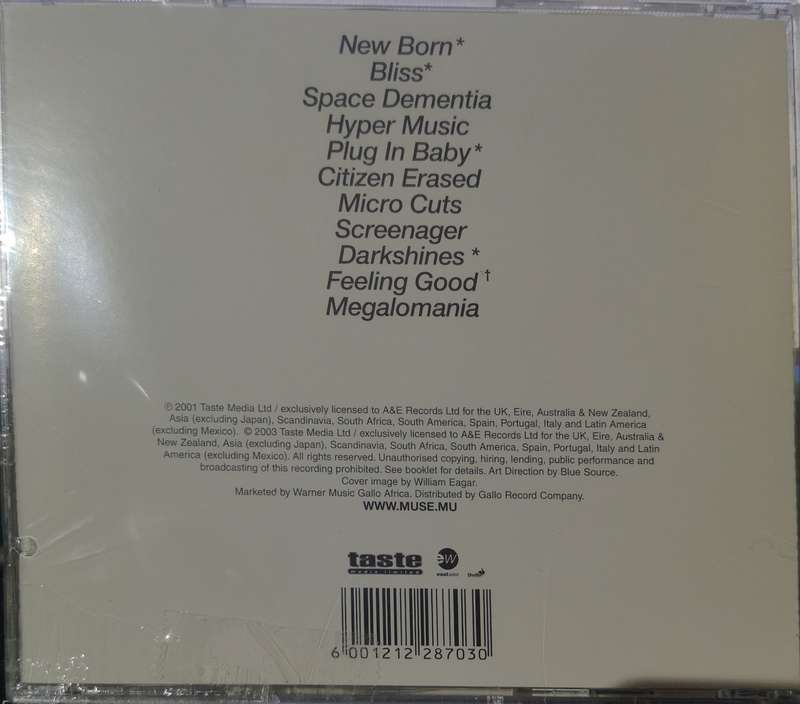 New Born*
Bliss*
Space Dementia
Hyper Music
Plug In Baby*
Citizen Erased
Micro Cuts
Screenager
Darkshines *
Feeling Good †
Megalomania
℗ 2001 Taste Media Ltd / exclusively licensed to A&E Records Ltd for the UK, Eire, Australia & New Zealand,
Asia (excluding Japan), Scandinavia, South Africa, South America, Spain, Portugal, Italy and Latin America
(excluding Mexico). © 2003 Taste Media Ltd / exclusively licensed to A&E Records Ltd for the UK, Eire, Australia &
New Zealand, Asia (excluding Japan), Scandinavia, South Africa, South America, Spain, Portugal, Italy and Latin
America (excluding Mexico). All rights reserved. Unauthorised copying, hiring, lending, public performance and
broadcasting of this recording prohibited. See booklet for details. Art Direction by Blue Source.
Cover image by William Eagar.
Marketed by Warner Music Gallo Africa. Distributed by Gallo Record Company.
WWW.MUSE.MU
taste ew
media limited
6 001212 287030